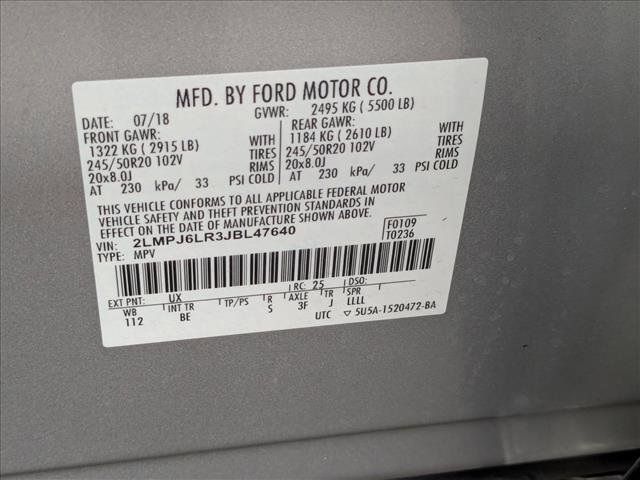 MFD. BY FORD MOTOR CO.
DATE: 07/18 GVWR: 2495 KG ( 5500 LB)
FRONT GAWR: REAR GAWR:
1322 KG ( 2915 LB) WITH 1184 KG ( 2610 LB) WITH
245/50R20 102V TIRES 245/50R20 102V TIRES
20x8.0J RIMS 20x8.0J RIMS
AT 230 kPa/ 33 PSI COLD AT 230 kPa/ 33 PSI COLD
THIS VEHICLE CONFORMS TO ALL APPLICABLE FEDERAL MOTOR
VEHICLE SAFETY AND THEFT PREVENTION STANDARDS IN
EFFECT ON THE DATE OF MANUFACTURE SHOWN ABOVE.
VIN: 2LMPJ6LR3JBL47640 F0109
TYPE: MPV T0236
EXT PNT: UX RC: 25 DSO:
WB INT TR TP/PS R AXLE TR SPR
112 BE S 3F J LLLL
UTC ▽ 5U5A-1520472-BA